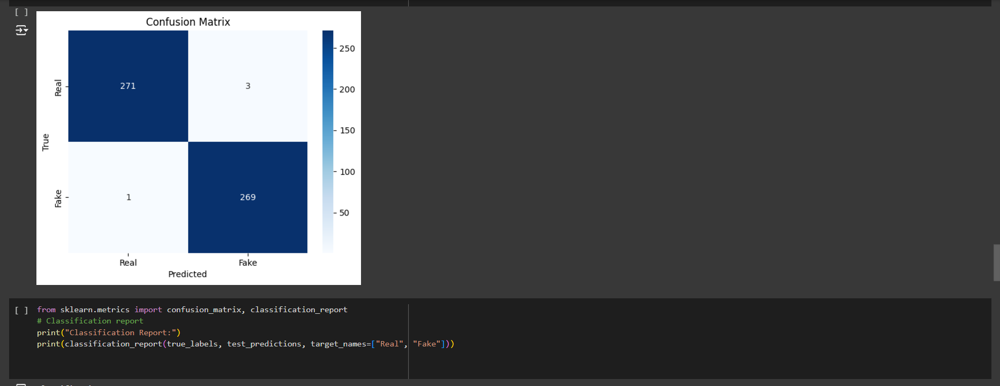 [ ]
Confusion Matrix
250
200
150
100
50
Real
271
3
True
Fake
1
269
Real Fake
Predicted
[ ] from sklearn.metrics import confusion_matrix, classification_report
# Classification report
print("Classification Report:")
print(classification_report(true_labels, test_predictions, target_names=["Real", "Fake"]))